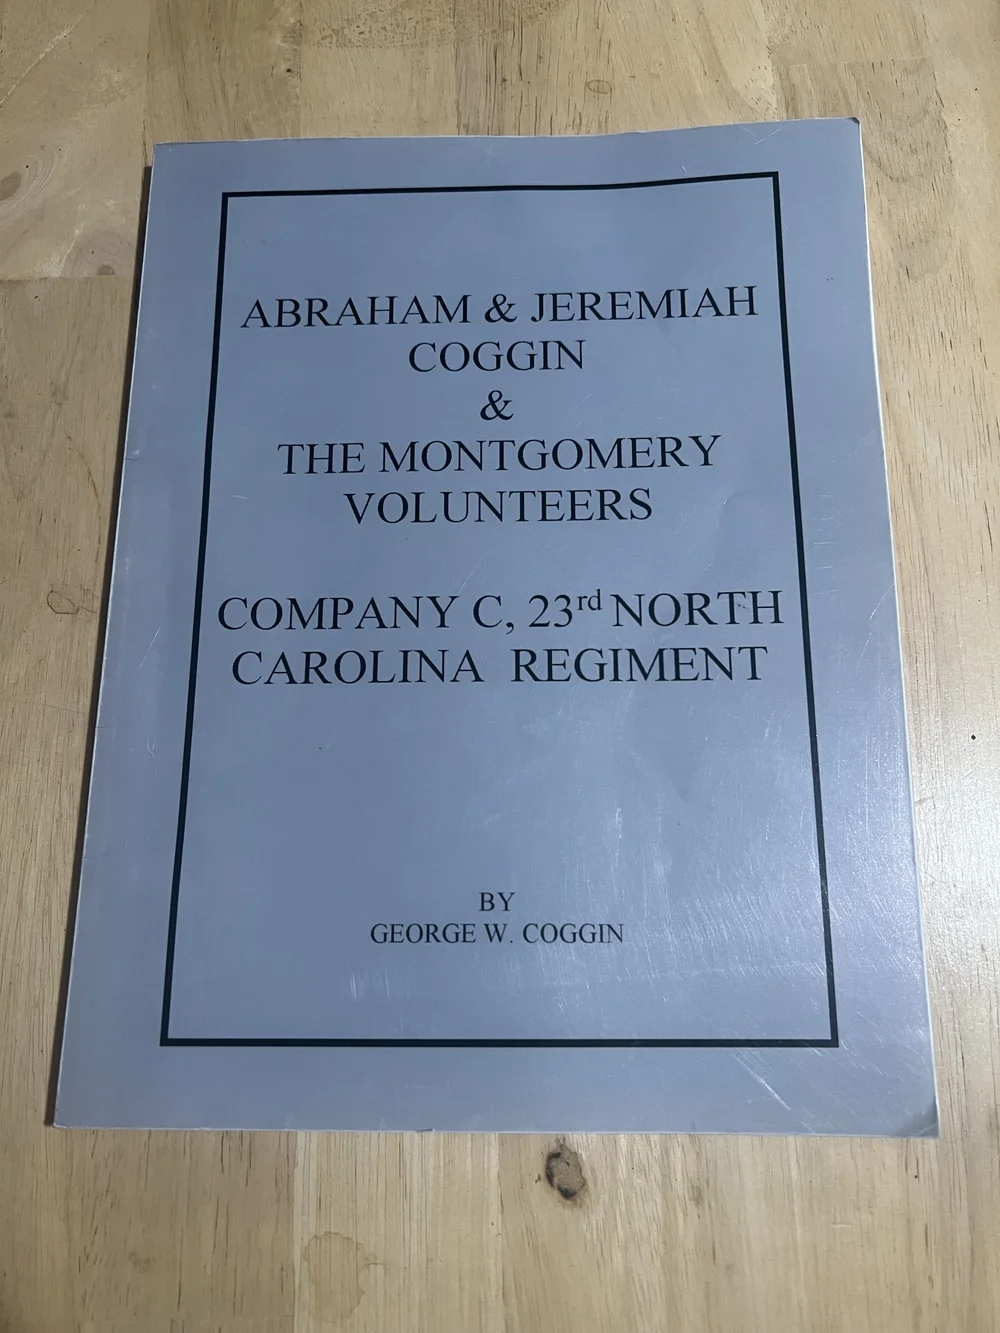 ABRAHAM & JEREMIAH
COGGIN
&
THE MONTGOMERY
VOLUNTEERS
COMPANY C, 23rd NORTH
CAROLINA REGIMENT
BY
GEORGE W. COGGIN